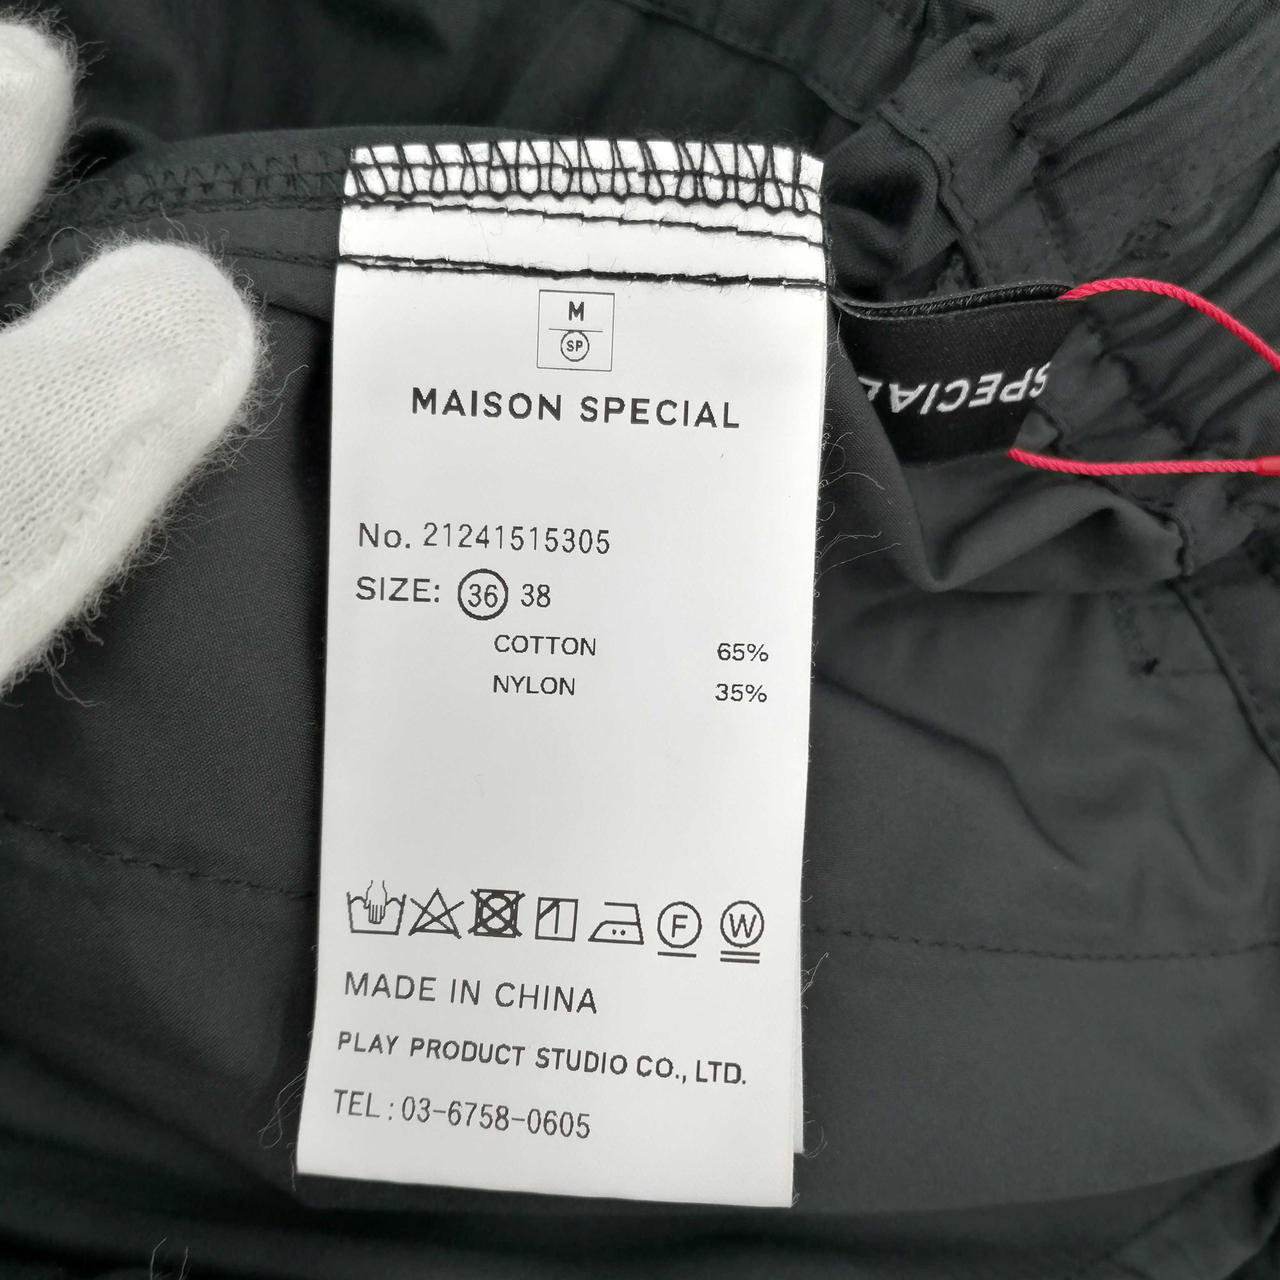 M
SP
MAISON SPECIAL
SPECIAL
No. 21241515305
SIZE: 36 38
COTTON 65%
NYLON 35%
F W
MADE IN CHINA
PLAY PRODUCT STUDIO CO., LTD.
TEL : 03-6758-0605